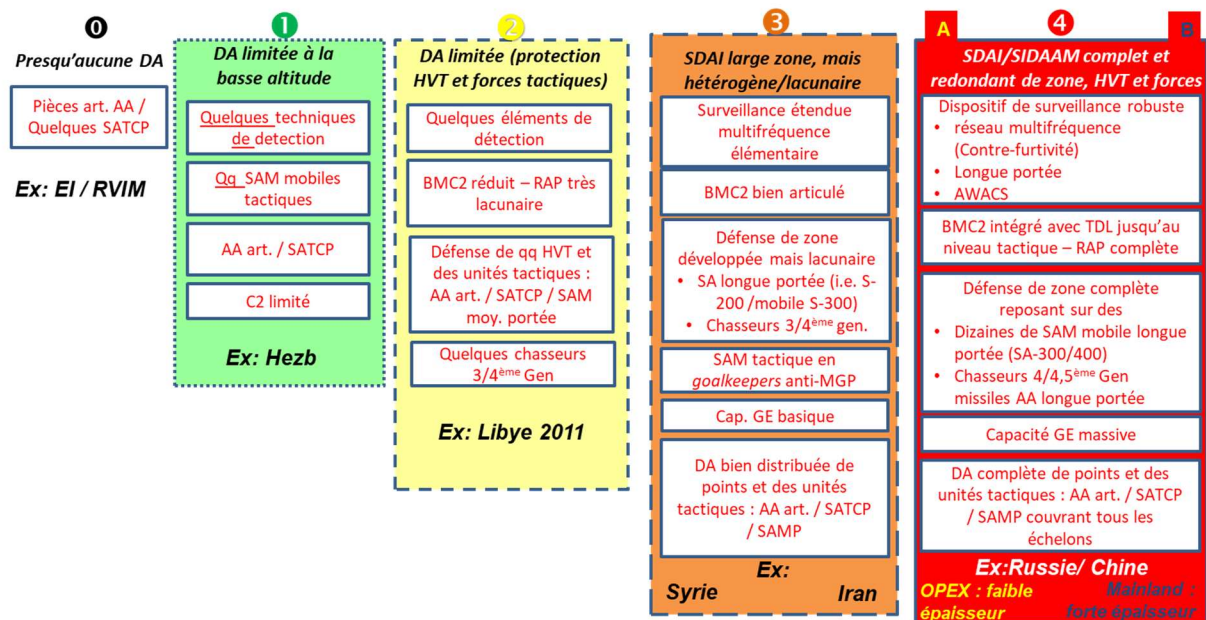 0
Presqu'aucune DA
Pièces art. AA /
Quelques SATCP
Ex: EI / RVIM
1
DA limitée à la
basse altitude
Quelques techniques
de detection
Qq SAM mobiles
tactiques
AA art. / SATCP
C2 limité
Ex: Hezb
2
DA limitée (protection
HVT et forces tactiques)
Quelques éléments de
détection
BMC2 réduit – RAP très
lacunaire
Défense de qq HVT et
des unités tactiques :
AA art. / SATCP / SAM
moy. portée
Quelques chasseurs
3/4ème Gen
Ex: Libye 2011
3
SDAI large zone, mais
hétérogène/lacunaire
Surveillance étendue
multifréquence
élémentaire
BMC2 bien articulé
Défense de zone
développée mais lacunaire
• SA longue portée (i.e. S-
200 /mobile S-300)
• Chasseurs 3/4ème gen.
SAM tactique en
goalkeepers anti-MGP
Cap. GE basique
DA bien distribuée de
points et des unités
tactiques : AA art. / SATCP
/ SAMP
Ex:
Syrie Iran
A 4 B
SDAI/SIDAAM complet et
redondant de zone, HVT et forces
Dispositif de surveillance robuste
• réseau multifréquence
(Contre-furtivité)
• Longue portée
• AWACS
BMC2 intégré avec TDL jusqu'au
niveau tactique – RAP complète
Défense de zone complète
reposant sur des
• Dizaines de SAM mobile longue
portée (SA-300/400)
• Chasseurs 4/4,5ème Gen
missiles AA longue portée
Capacité GE massive
DA complète de points et des
unités tactiques : AA art. / SATCP
/ SAMP couvrant tous les
échelons
Ex:Russie/ Chine
OPEX : faible
épaisseur
Mainland :
forte épaisseur